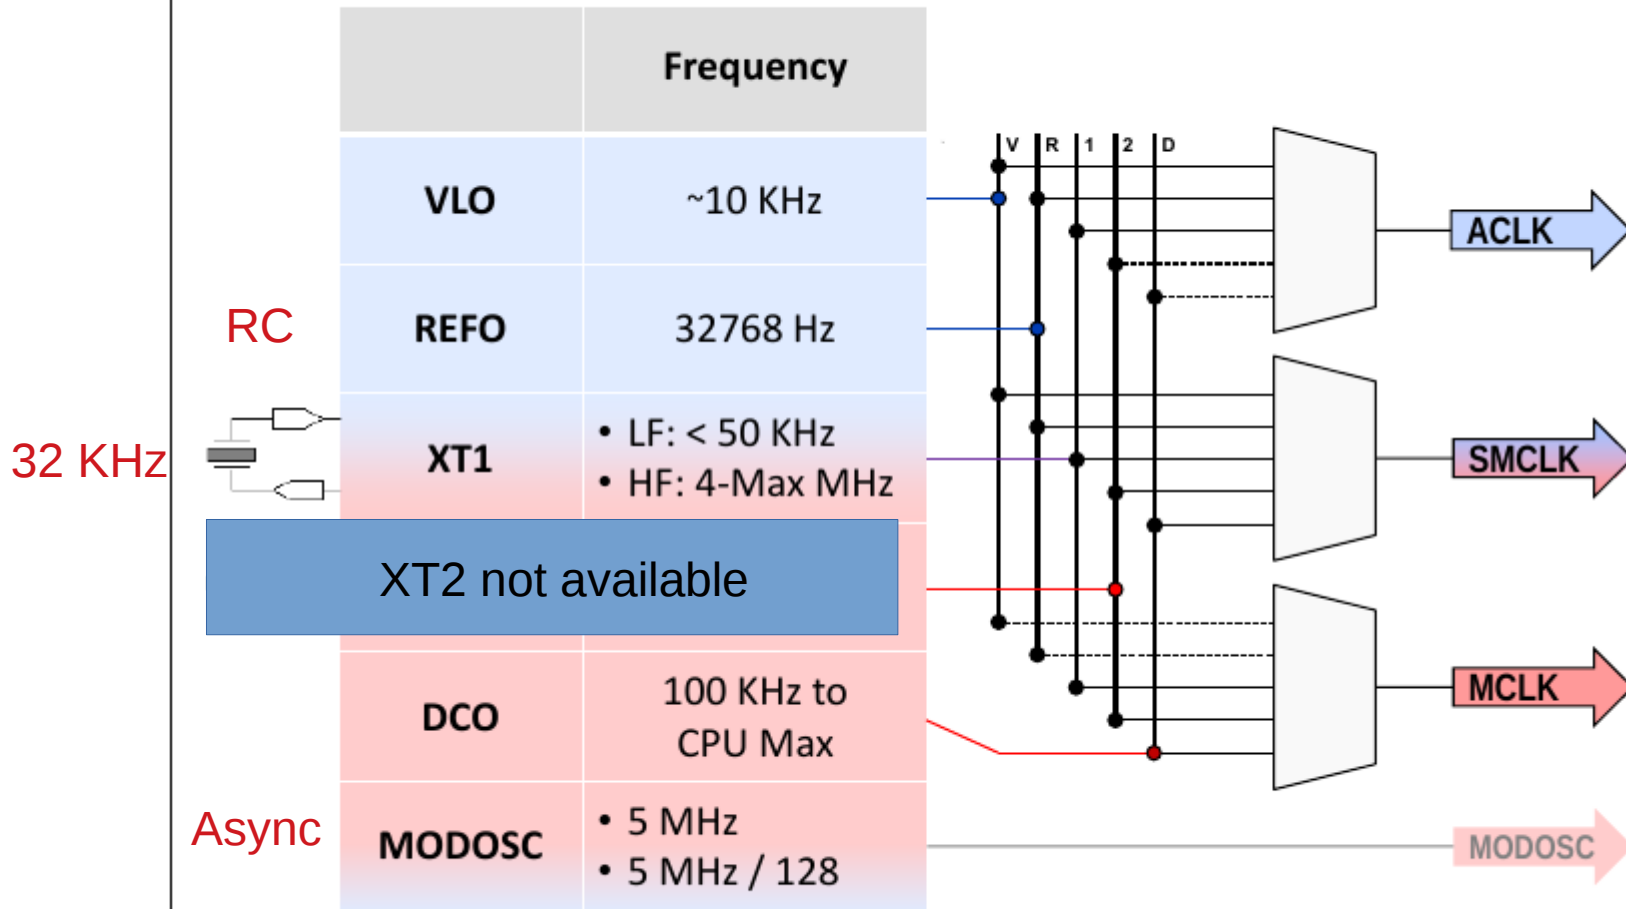 Frequency
VLO
~10 KHz
V R 1 2 D
ACLK
RC
REFO
32768 Hz
32 KHz
XT1
• LF: < 50 KHz
• HF: 4-Max MHz
SMCLK
XT2 not available
DCO
100 KHz to
CPU Max
MCLK
Async
MODOSC
• 5 MHz
• 5 MHz / 128
MODOSC